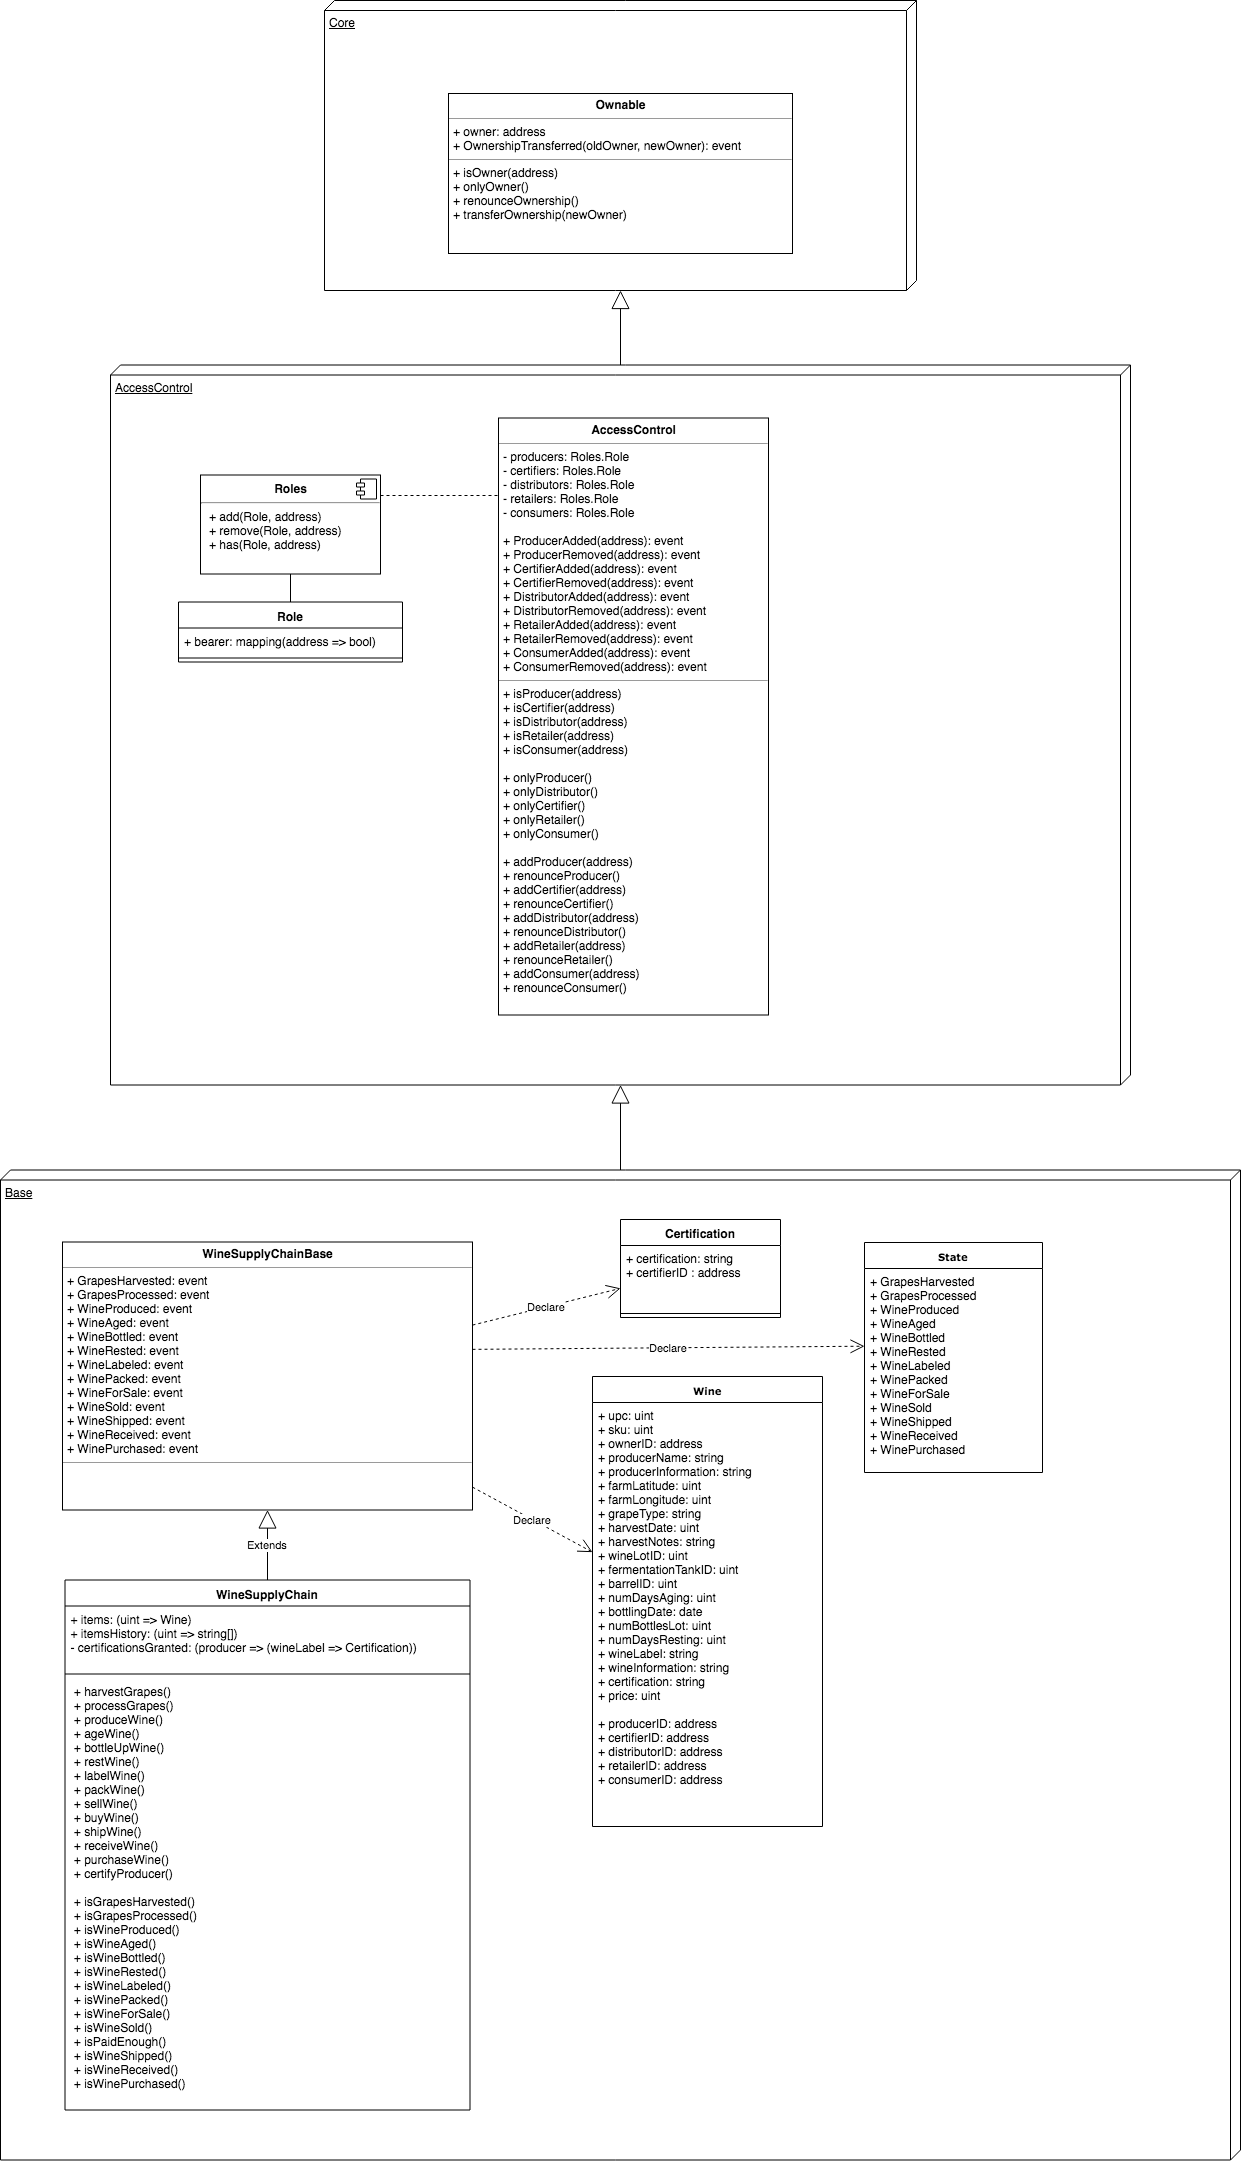 Core
Ownable
+ owner: address
+ OwnershipTransferred(oldOwner, newOwner): event
+ isOwner(address)
+ onlyOwner()
+ renounceOwnership()
+ transferOwnership(newOwner)
AccessControl
Roles
+ add(Role, address)
+ remove(Role, address)
+ has(Role, address)
Role
+ bearer: mapping(address => bool)
AccessControl
- producers: Roles.Role
- certifiers: Roles.Role
- distributors: Roles.Role
- retailers: Roles.Role
- consumers: Roles.Role
+ ProducerAdded(address): event
+ ProducerRemoved(address): event
+ CertifierAdded(address): event
+ CertifierRemoved(address): event
+ DistributorAdded(address): event
+ DistributorRemoved(address): event
+ RetailerAdded(address): event
+ RetailerRemoved(address): event
+ ConsumerAdded(address): event
+ ConsumerRemoved(address): event
+ isProducer(address)
+ isCertifier(address)
+ isDistributor(address)
+ isRetailer(address)
+ isConsumer(address)
+ onlyProducer()
+ onlyDistributor()
+ onlyCertifier()
+ onlyRetailer()
+ onlyConsumer()
+ addProducer(address)
+ renounceProducer()
+ addCertifier(address)
+ renounceCertifier()
+ addDistributor(address)
+ renounceDistributor()
+ addRetailer(address)
+ renounceRetailer()
+ addConsumer(address)
+ renounceConsumer()
Base
WineSupplyChainBase
+ GrapesHarvested: event
+ GrapesProcessed: event
+ WineProduced: event
+ WineAged: event
+ WineBottled: event
+ WineRested: event
+ WineLabeled: event
+ WinePacked: event
+ WineForSale: event
+ WineSold: event
+ WineShipped: event
+ WineReceived: event
+ WinePurchased: event
Declare
Declare
Declare
Extends
Certification
+ certification: string
+ certifierID : address
State
+ GrapesHarvested
+ GrapesProcessed
+ WineProduced
+ WineAged
+ WineBottled
+ WineRested
+ WineLabeled
+ WinePacked
+ WineForSale
+ WineSold
+ WineShipped
+ WineReceived
+ WinePurchased
Wine
+ upc: uint
+ sku: uint
+ ownerID: address
+ producerName: string
+ producerInformation: string
+ farmLatitude: uint
+ farmLongitude: uint
+ grapeType: string
+ harvestDate: uint
+ harvestNotes: string
+ wineLotID: uint
+ fermentationTankID: uint
+ barrelID: uint
+ numDaysAging: uint
+ bottlingDate: date
+ numBottlesLot: uint
+ numDaysResting: uint
+ wineLabel: string
+ wineInformation: string
+ certification: string
+ price: uint
+ producerID: address
+ certifierID: address
+ distributorID: address
+ retailerID: address
+ consumerID: address
WineSupplyChain
+ items: (uint => Wine)
+ itemsHistory: (uint => string[])
- certificationsGranted: (producer => (wineLabel => Certification))
+ harvestGrapes()
+ processGrapes()
+ produceWine()
+ ageWine()
+ bottleUpWine()
+ restWine()
+ labelWine()
+ packWine()
+ sellWine()
+ buyWine()
+ shipWine()
+ receiveWine()
+ purchaseWine()
+ certifyProducer()
+ isGrapesHarvested()
+ isGrapesProcessed()
+ isWineProduced()
+ isWineAged()
+ isWineBottled()
+ isWineRested()
+ isWineLabeled()
+ isWinePacked()
+ isWineForSale()
+ isWineSold()
+ isPaidEnough()
+ isWineShipped()
+ isWineReceived()
+ isWinePurchased()